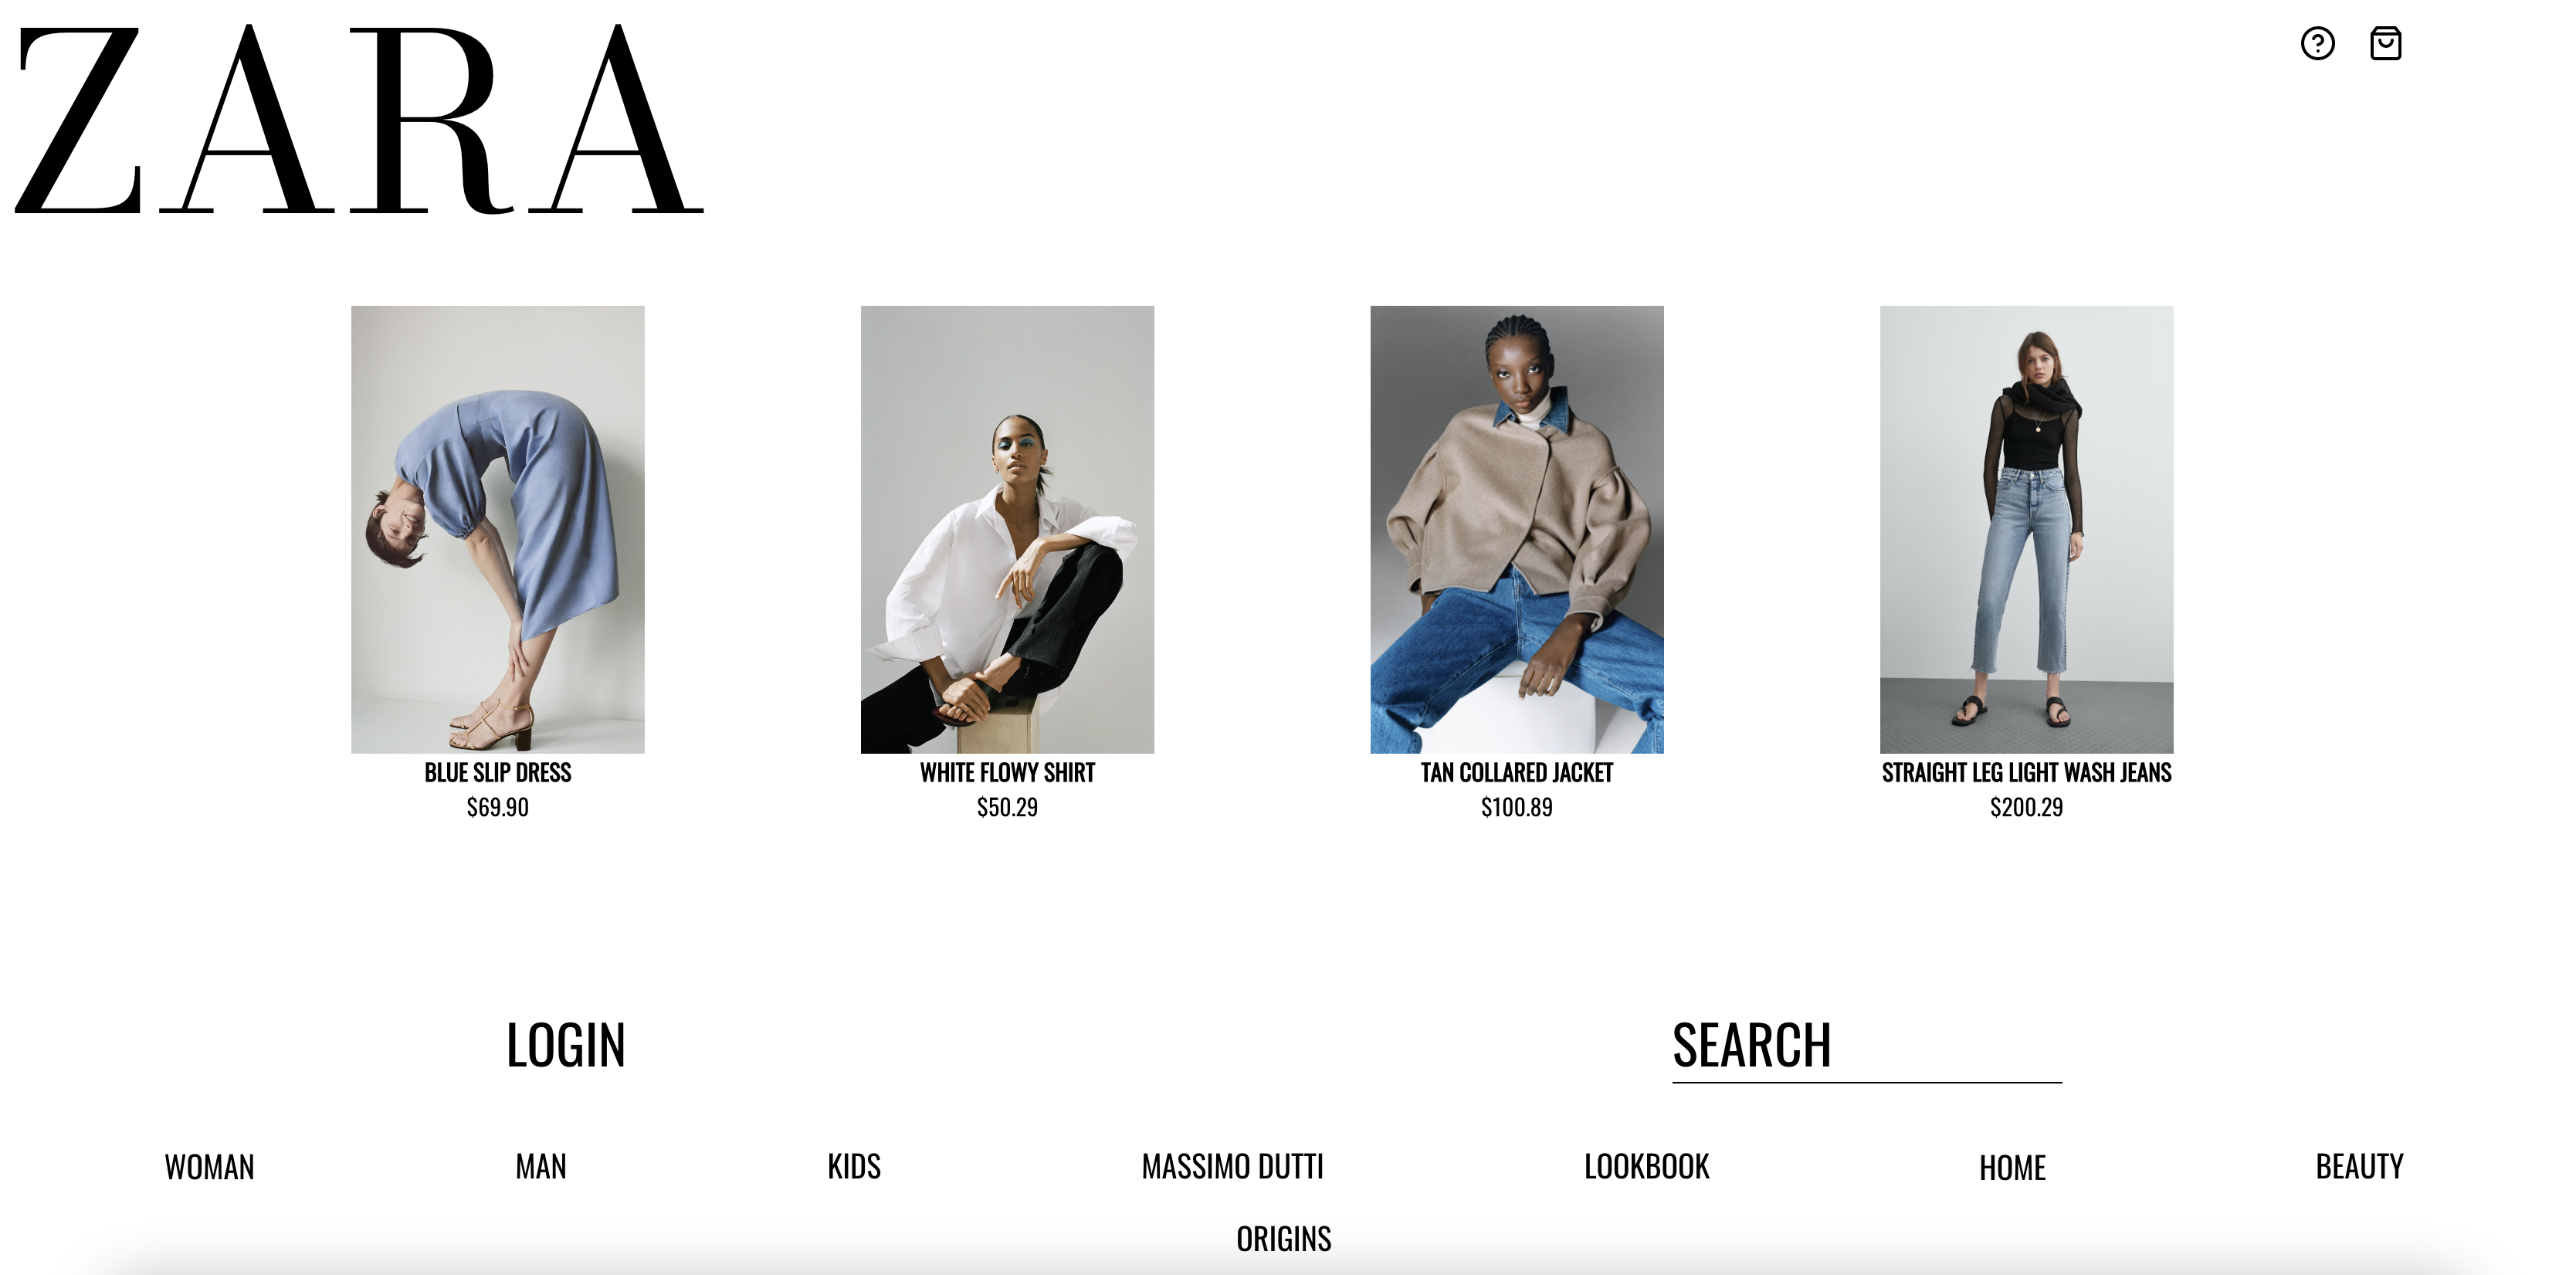 ZARA
BLUE SLIP DRESS
$69.90
WHITE FLOWY SHIRT
$50.29
TAN COLLARED JACKET
$100.89
STRAIGHT LEG LIGHT WASH JEANS
$200.29
LOGIN
SEARCH
WOMAN
MAN
KIDS
MASSIMO DUTTI
LOOKBOOK
HOME
BEAUTY
ORIGINS